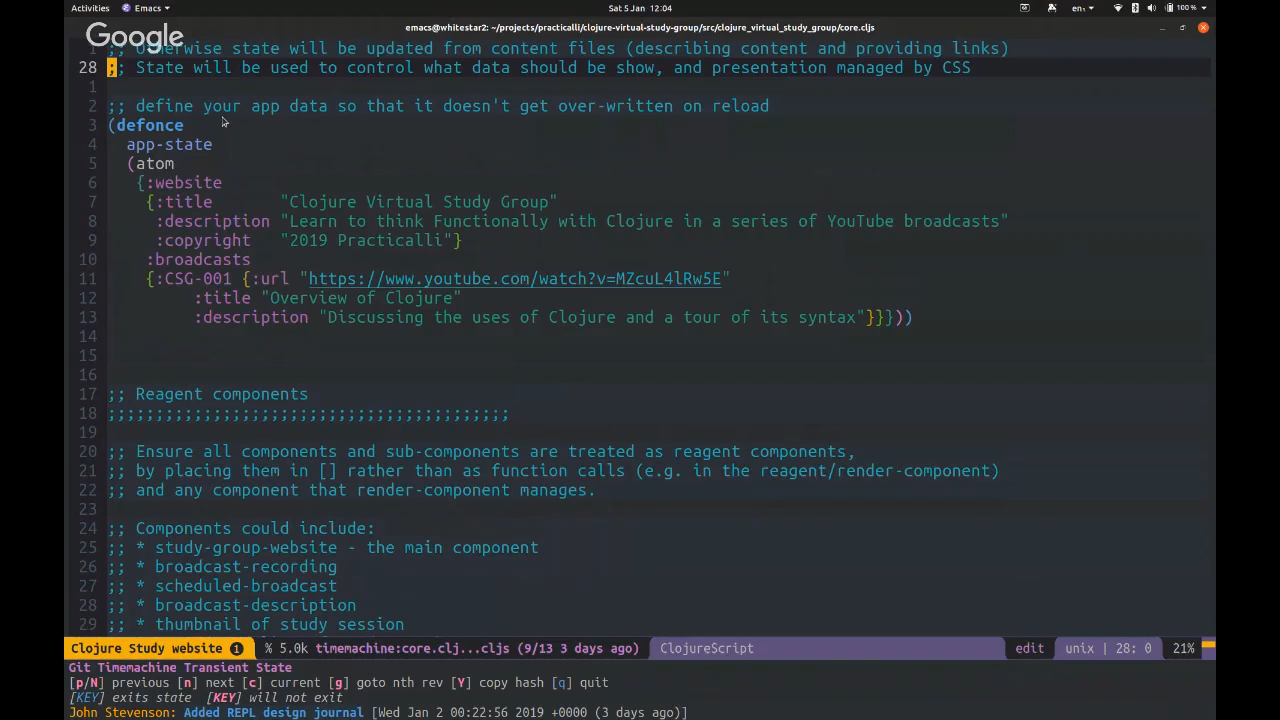 Activities Emacs Sat 5 Jan 12:04 en₁ 100 %
emacs@whitestar2: ~/projects/practicalli/clojure-virtual-study-group/src/clojure_virtual_study_group/core.cljs
Google
1 ;; Otherwise state will be updated from content files (describing content and providing links)
28 ;; State will be used to control what data should be show, and presentation managed by CSS
1
2 ;; define your app data so that it doesn't get over-written on reload
3 (defonce
4 app-state
5 (atom
6 {:website
7 {:title "Clojure Virtual Study Group"
8 :description "Learn to think Functionally with Clojure in a series of YouTube broadcasts"
9 :copyright "2019 Practicalli"}
10 :broadcasts
11 {:CSG-001 {:url "https://www.youtube.com/watch?v=MZcuL4lRw5E"
12 :title "Overview of Clojure"
13 :description "Discussing the uses of Clojure and a tour of its syntax"}}}))
14
15
16
17 ;; Reagent components
18 ;;;;;;;;;;;;;;;;;;;;;;;;;;;;;;;;;;;;;;;;;;
19
20 ;; Ensure all components and sub-components are treated as reagent components,
21 ;; by placing them in [] rather than as function calls (e.g. in the reagent/render-component)
22 ;; and any component that render-component manages.
23
24 ;; Components could include:
25 ;; * study-group-website - the main component
26 ;; * broadcast-recording
27 ;; * scheduled-broadcast
28 ;; * broadcast-description
29 ;; * thumbnail of study session
Clojure Study website 1 % 5.0k timemachine:core.clj...cljs (9/13 3 days ago) ClojureScript edit unix | 28: 0 21%
Git Timemachine Transient State
[p/N] previous [n] next [c] current [g] goto nth rev [Y] copy hash [q] quit
[KEY] exits state [KEY] will not exit
John Stevenson: Added REPL design journal [Wed Jan 2 00:22:56 2019 +0000 (3 days ago)]